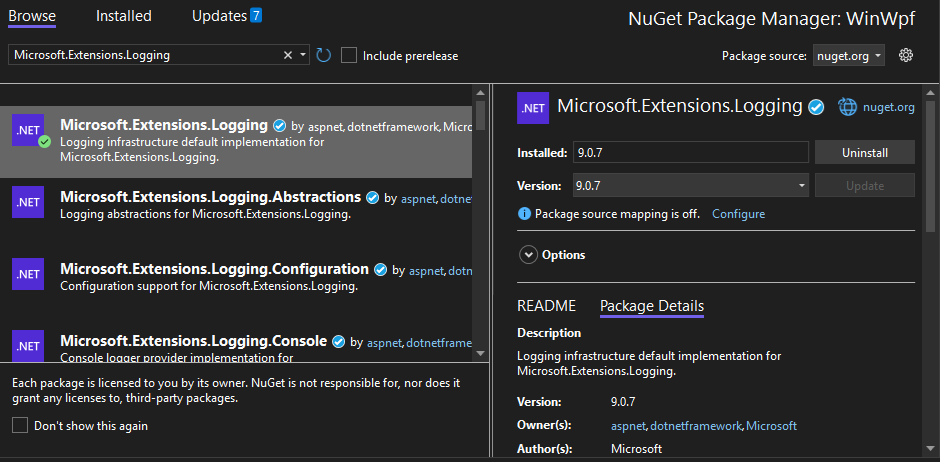 Browse
Installed
Updates 7
NuGet Package Manager: WinWpf
Microsoft.Extensions.Logging
Include prerelease
Package source: nuget.org
.NET
Microsoft.Extensions.Logging by aspnet, dotnetframework, Micro
Logging infrastructure default implementation for
Microsoft.Extensions.Logging.
.NET
Microsoft.Extensions.Logging.Abstractions by aspnet, dotne
Logging abstractions for Microsoft.Extensions.Logging.
.NET
Microsoft.Extensions.Logging.Configuration by aspnet, dotn
Configuration support for Microsoft.Extensions.Logging.
.NET
Microsoft.Extensions.Logging.Console by aspnet, dotnetframe
Console logger provider implementation for
Each package is licensed to you by its owner. NuGet is not responsible for, nor does it
grant any licenses to, third-party packages.
Don't show this again
.NET
Microsoft.Extensions.Logging
nuget.org
Installed: 9.0.7
Uninstall
Version: 9.0.7
Update
Package source mapping is off. Configure
Options
README
Package Details
Description
Logging infrastructure default implementation for
Microsoft.Extensions.Logging.
Version: 9.0.7
Owner(s): aspnet, dotnetframework, Microsoft
Author(s): Microsoft